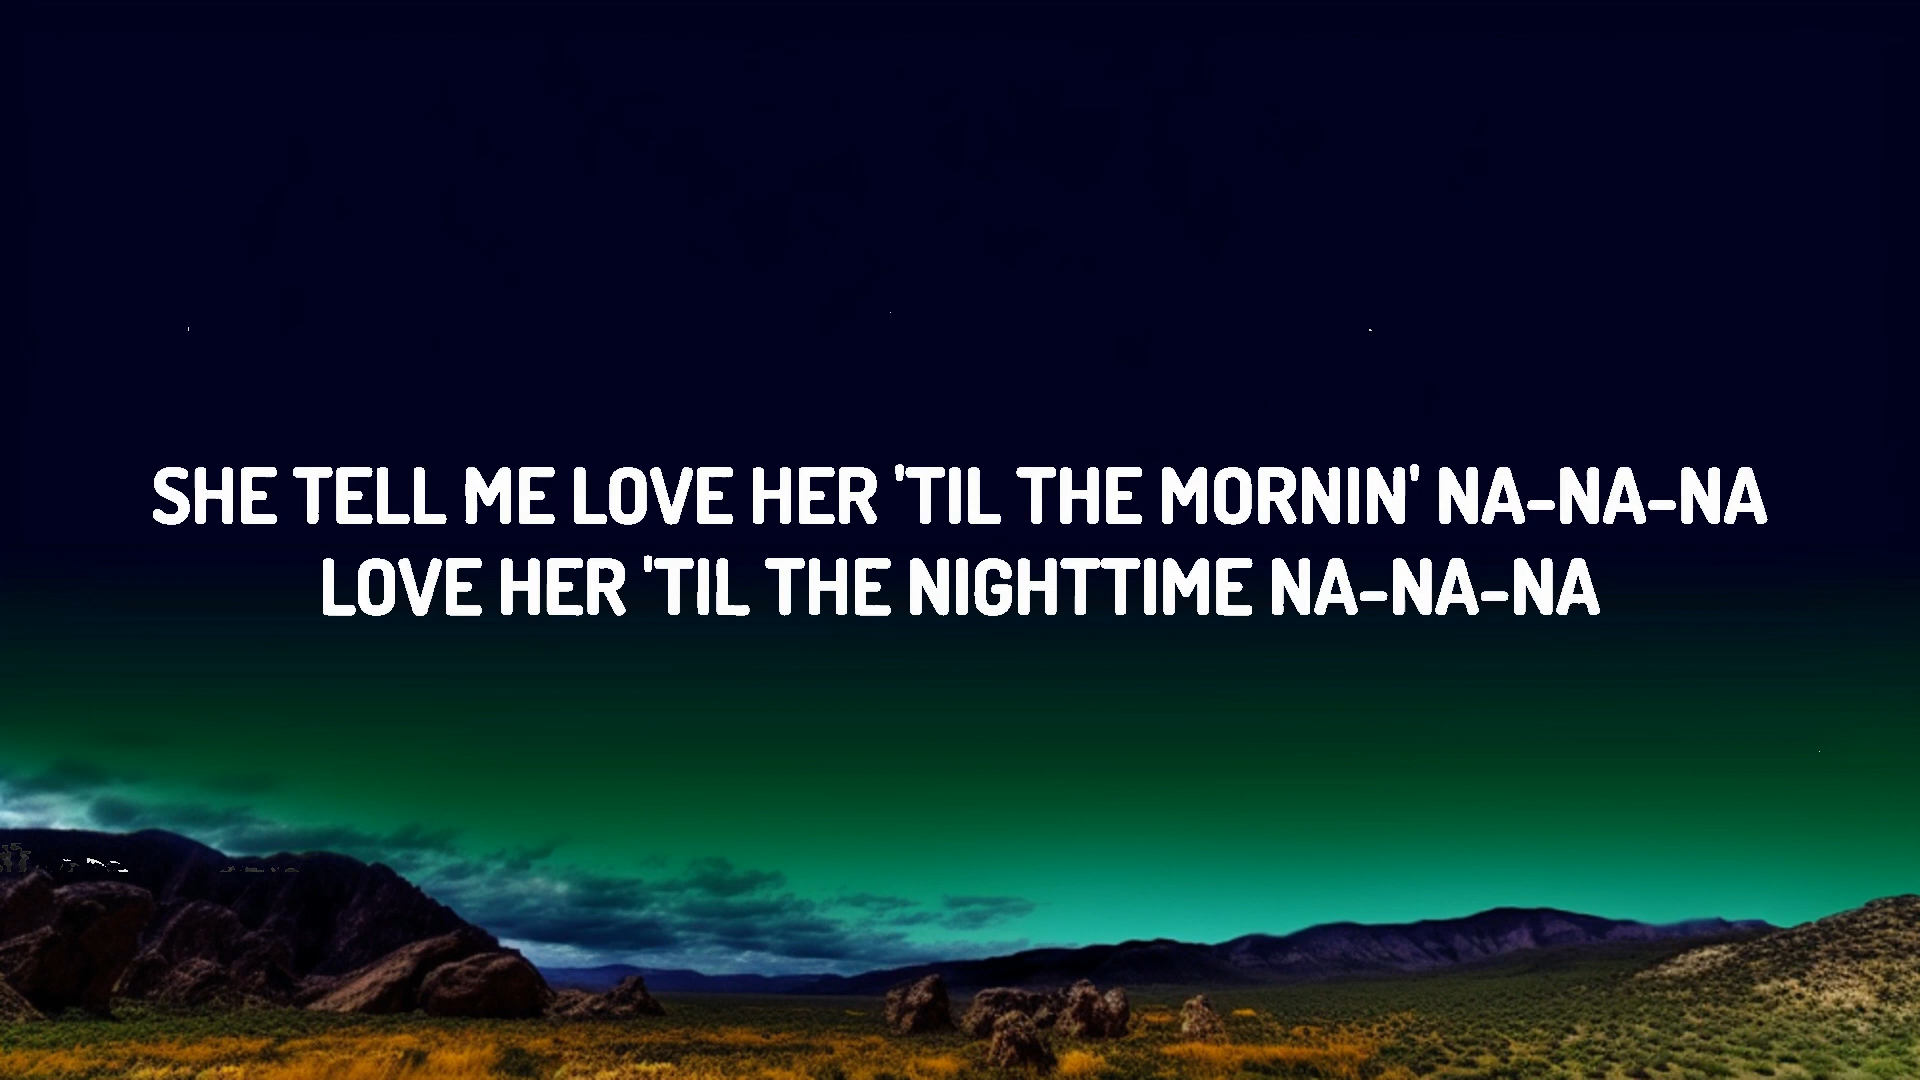 SHE TELL ME LOVE HER 'TIL THE MORNIN' NA-NA-NA
LOVE HER 'TIL THE NIGHTTIME NA-NA-NA